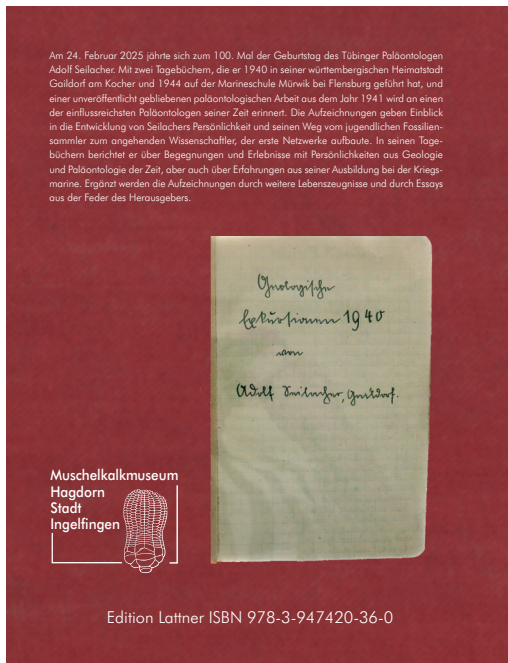 Am 24. Februar 2025 jährte sich zum 100. Mal der Geburtstag des Tübinger Paläontologen
Adolf Seilacher. Mit zwei Tagebüchern, die er 1940 in seiner württembergischen Heimatstadt
Gaildorf am Kocher und 1944 auf der Marineschule Mürwik bei Flensburg geführt hat, und
einer unveröffentlicht gebliebenen paläontologischen Arbeit aus dem Jahr 1941 wird an einen
der einflussreichsten Paläontologen seiner Zeit erinnert. Die Aufzeichnungen geben Einblick
in die Entwicklung von Seilachers Persönlichkeit und seinen Weg vom jugendlichen Fossilien-
sammler zum angehenden Wissenschaftler, der erste Netzwerke aufbaute. In seinen Tage-
büchern berichtet er über Begegnungen und Erlebnisse mit Persönlichkeiten aus Geologie
und Paläontologie der Zeit, aber auch über Erfahrungen aus seiner Ausbildung bei der Kriegs-
marine. Ergänzt werden die Aufzeichnungen durch weitere Lebenszeugnisse und durch Essays
aus der Feder des Herausgebers.
Geologische
Exkursionen 1940
von
Adolf Seilacher, Gaildorf.
Muschelkalkmuseum
Hagdorn
Stadt
Ingelfingen
Edition Lattner ISBN 978-3-947420-36-0